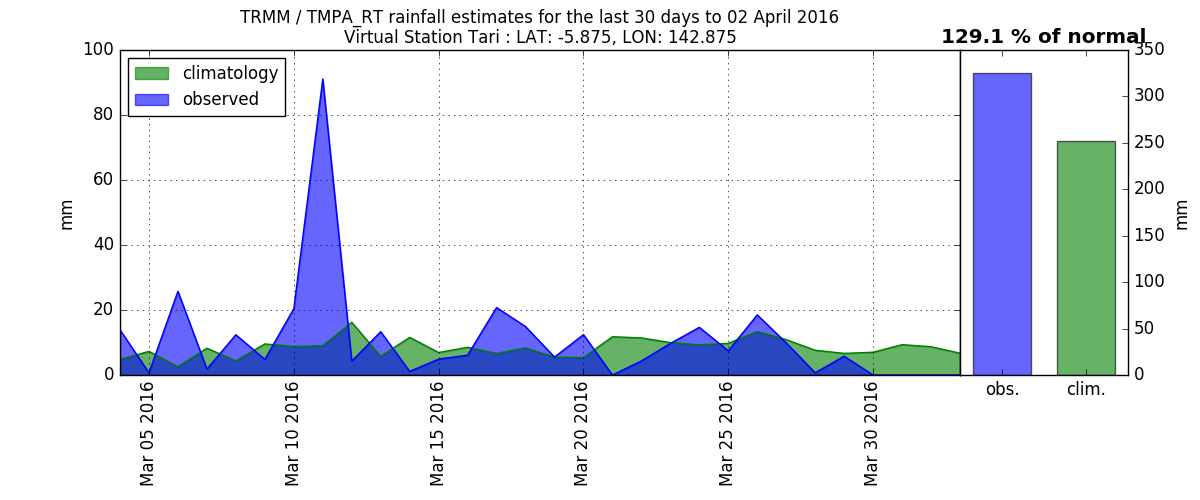 TRMM / TMPA_RT rainfall estimates for the last 30 days to 02 April 2016
Virtual Station Tari : LAT: -5.875, LON: 142.875
129.1 % of normal
climatology
observed
100
80
60
40
20
0
mm
Mar 05 2016
Mar 10 2016
Mar 15 2016
Mar 20 2016
Mar 25 2016
Mar 30 2016
350
300
250
200
150
100
50
0
mm
obs.
clim.